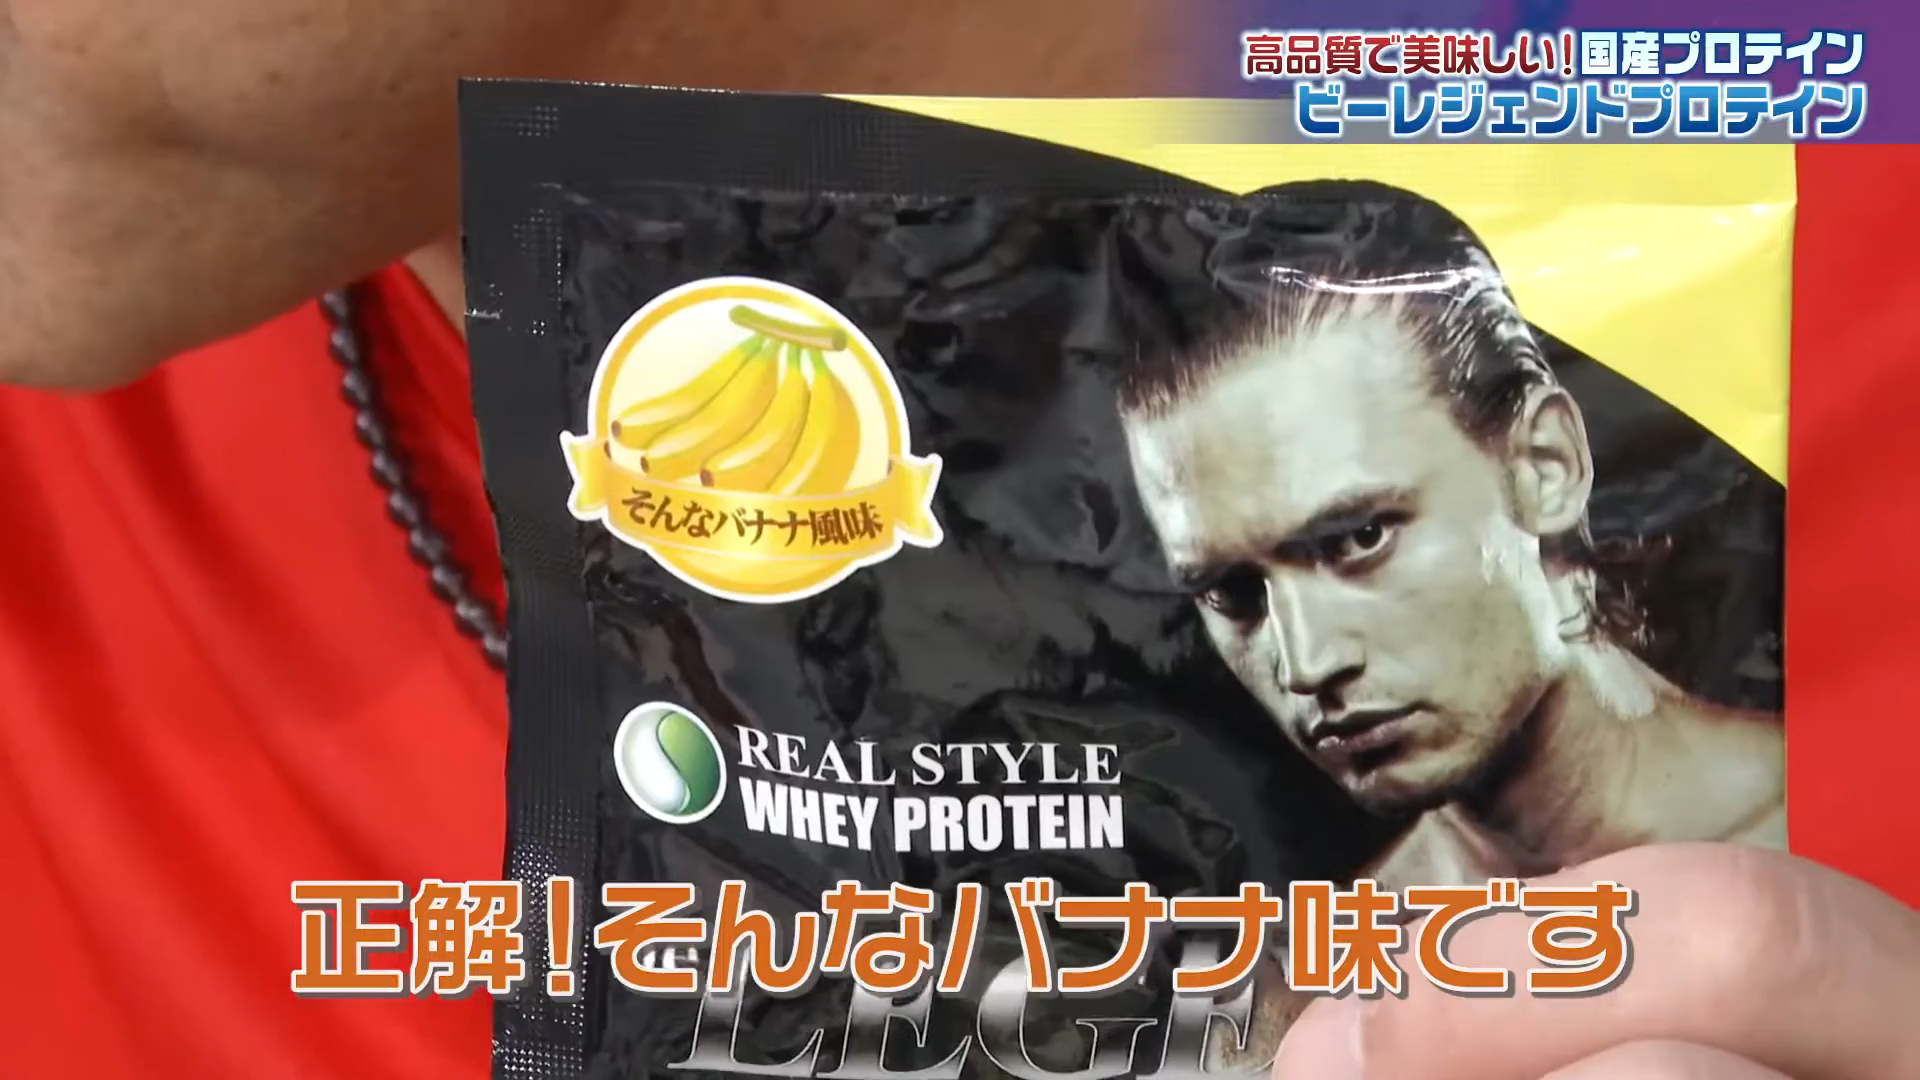 高品質で美味しい!国産プロテイン
ビーレジェンドプロテイン
そんなバナナ風味
REAL STYLE
WHEY PROTEIN
正解!そんなバナナ味です
LEGE